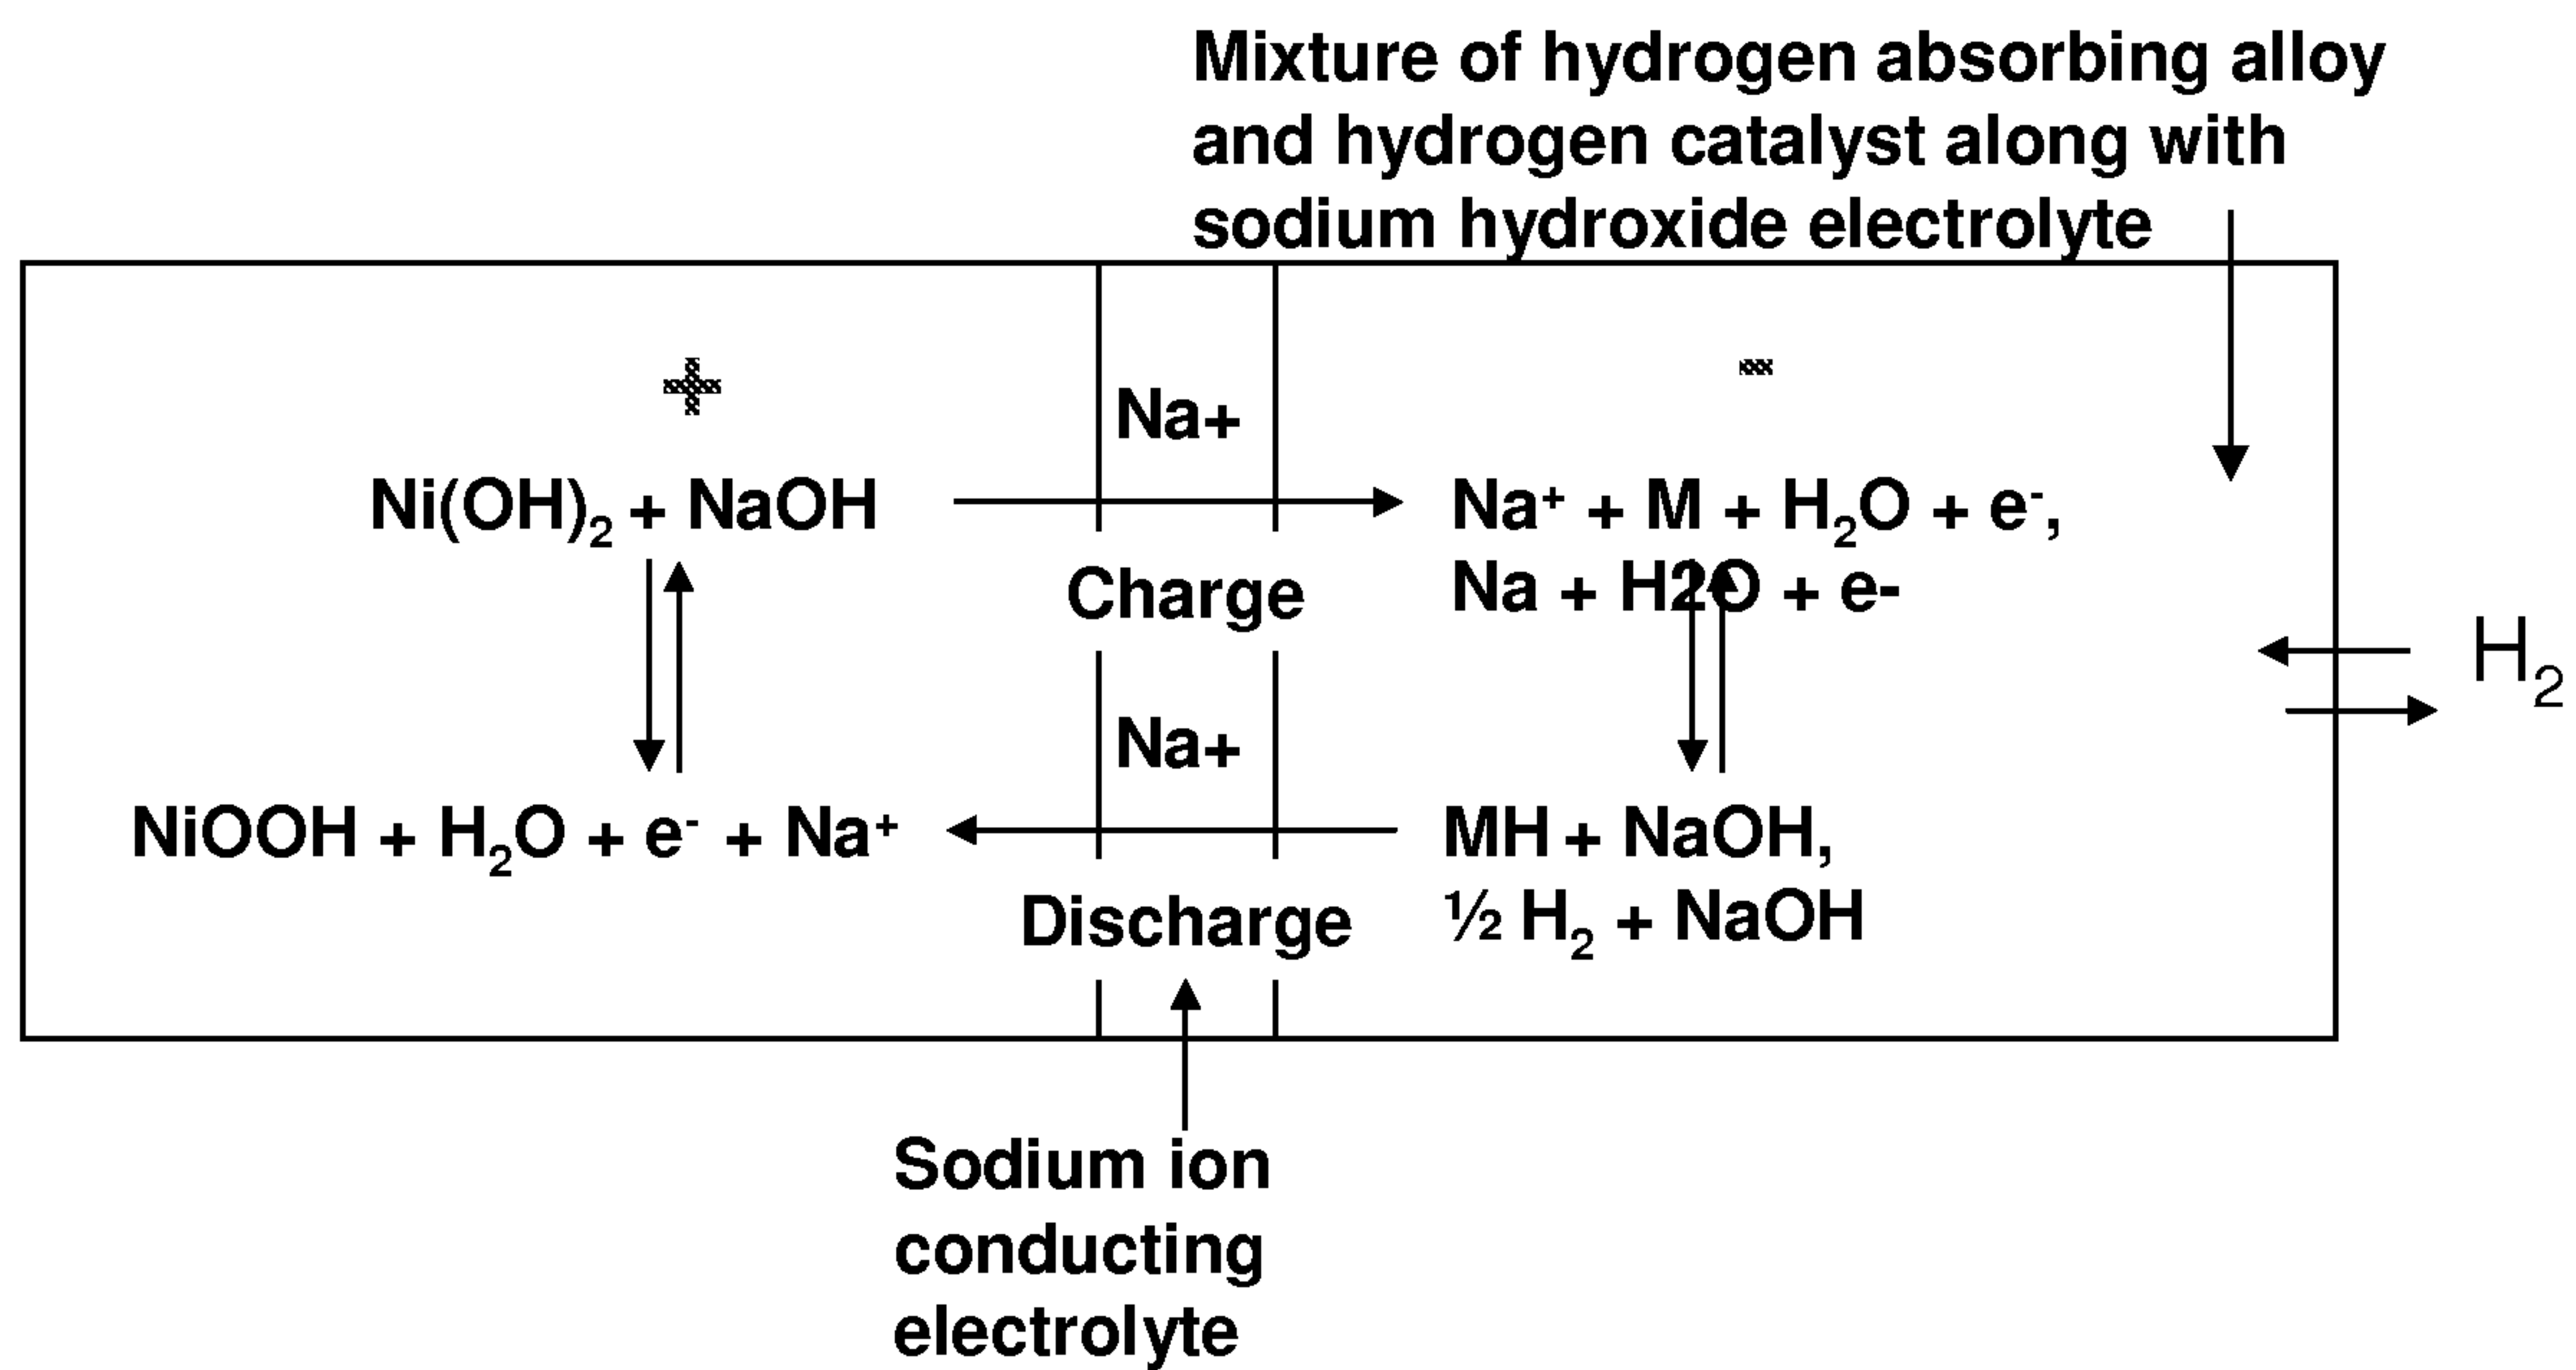 Mixture of hydrogen absorbing alloy
and hydrogen catalyst along with
sodium hydroxide electrolyte
+
-
Na+
Ni(OH)₂ + NaOH
Na⁺ + M + H₂O + e⁻,
Na + H2O + e-
Charge
H₂
Na+
NiOOH + H₂O + e⁻ + Na⁺
MH + NaOH,
½ H₂ + NaOH
Discharge
Sodium ion
conducting
electrolyte